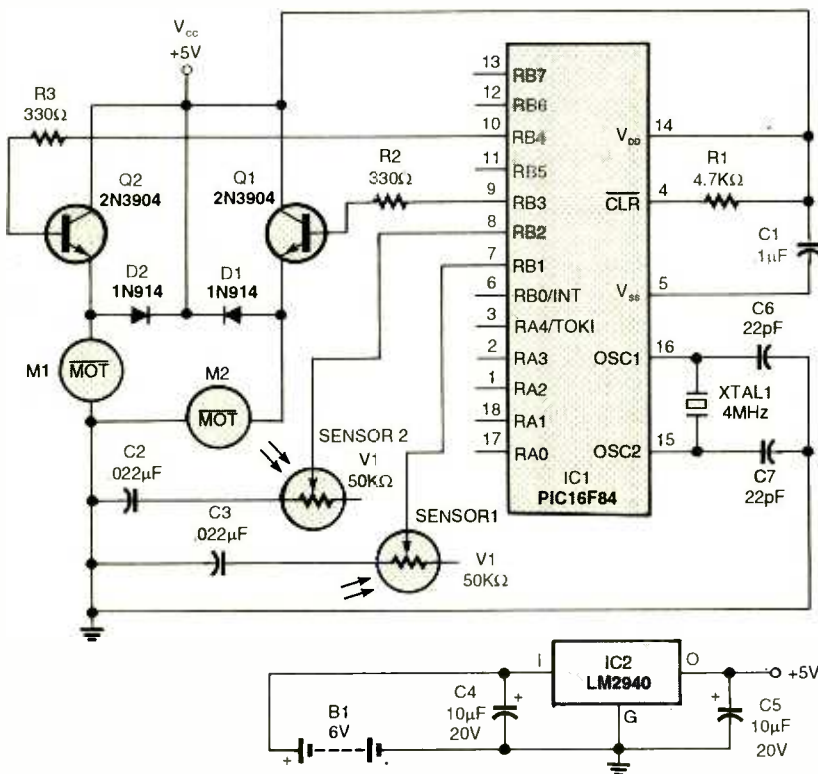 V_CC
+5V
R3
330Ω
Q2
2N3904
Q1
2N3904
R2
330Ω
D2
1N914
D1
1N914
M1
MOT
M2
MOT
C2
.022µF
C3
.022µF
SENSOR 2
V1
50KΩ
SENSOR1
V1
50KΩ
13
RB7
12
RB6
10
RB4
11
RB5
9
RB3
8
RB2
7
RB1
6
RB0/INT
3
RA4/TOKI
2
RA3
1
RA2
18
RA1
17
RA0
V_DD
14
CLR
4
V_SS
5
OSC1
16
OSC2
15
IC1
PIC16F84
R1
4.7KΩ
C1
.1µF
C6
22pF
XTAL1
4MHz
C7
22pF
B1
6V
+
C4
10µF
20V
+
I
IC2
LM2940
O
G
+5V
+
C5
10µF
20V